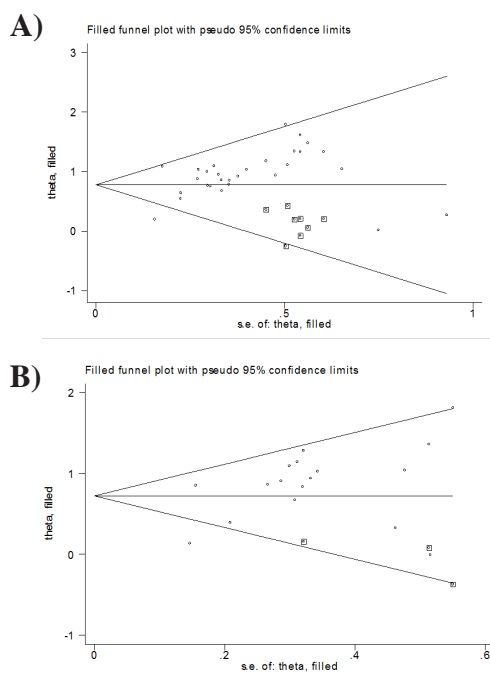 A)
Filled funnel plot with pseudo 95% confidence limits
theta, filled
3
2
1
0
-1
0
.5
1
s.e. of: theta, filled
B)
Filled funnel plot with pseudo 95% confidence limits
theta, filled
2
1
0
-1
0
.2
.4
.6
s.e. of: theta, filled